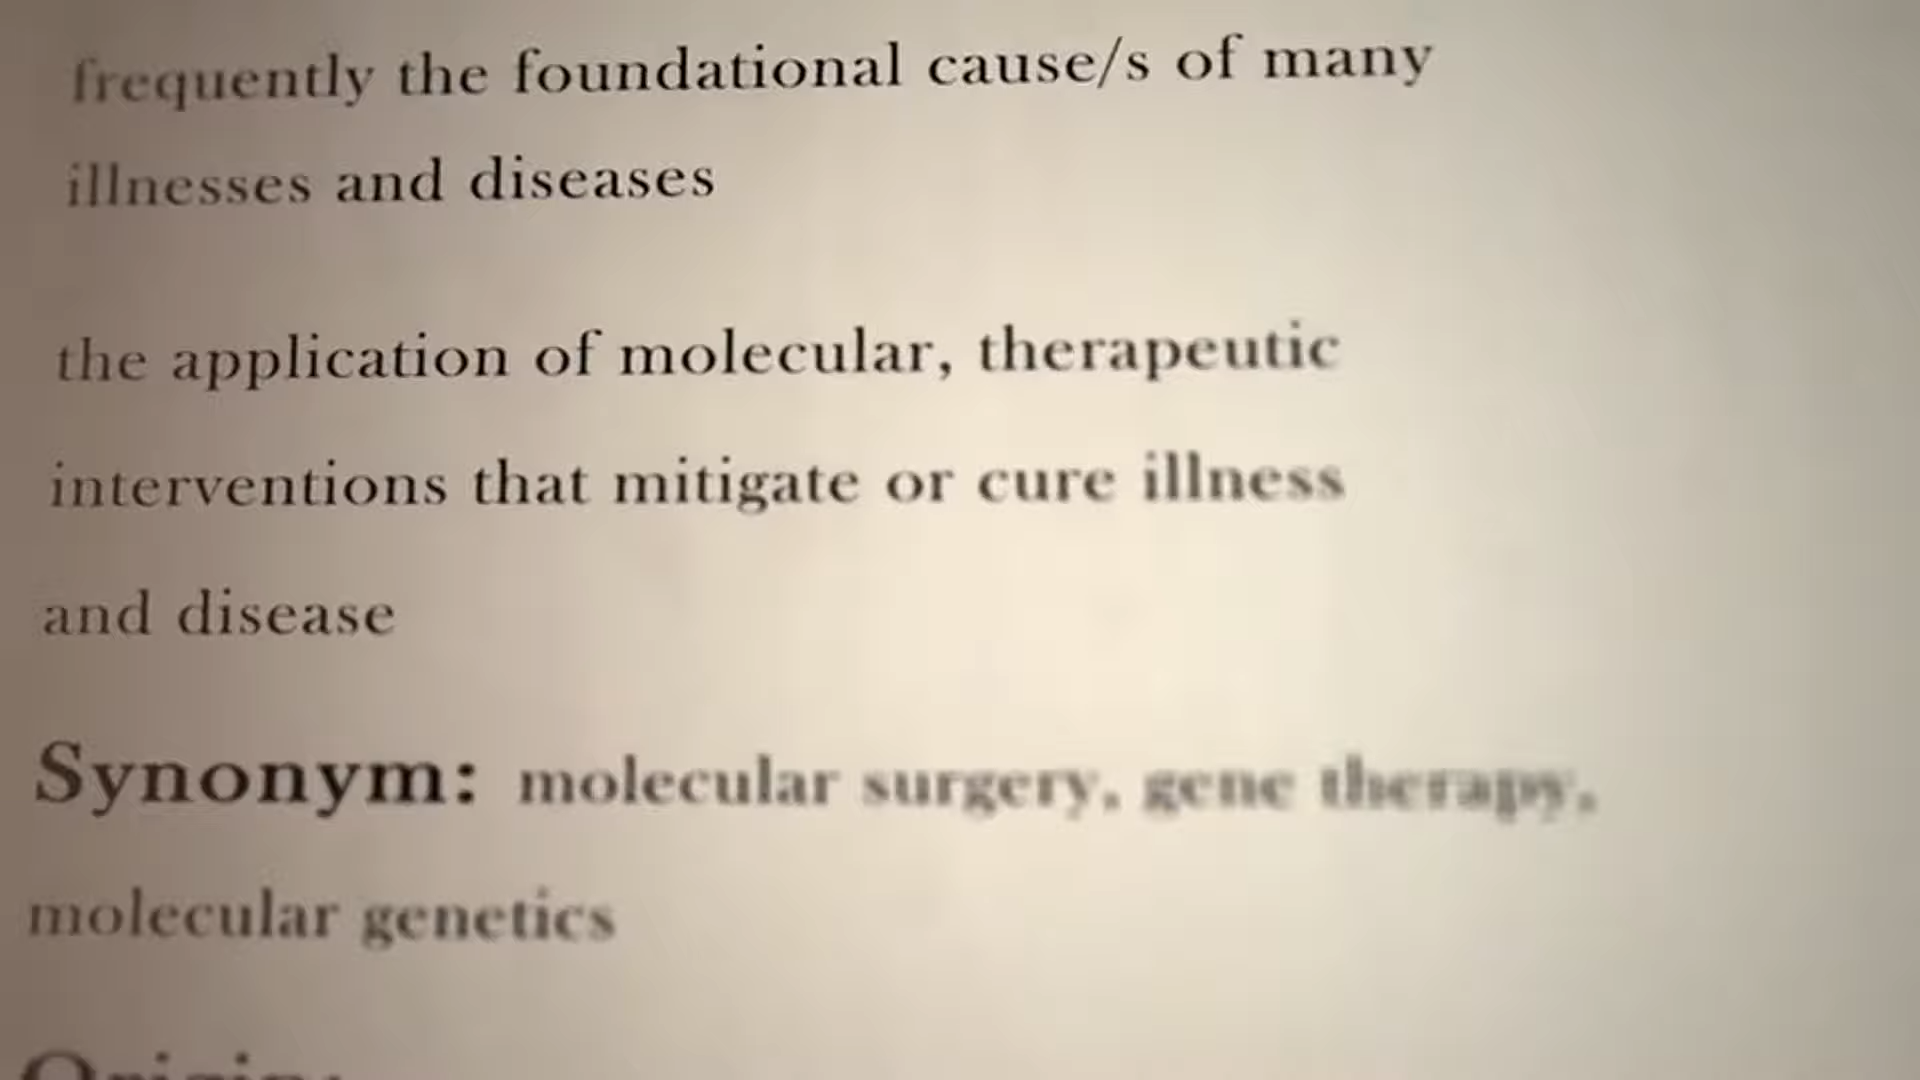 frequently the foundational cause/s of many
illnesses and diseases
the application of molecular, therapeutic
interventions that mitigate or cure illness
and disease
Synonym: molecular surgery, gene therapy,
molecular genetics
Origin: